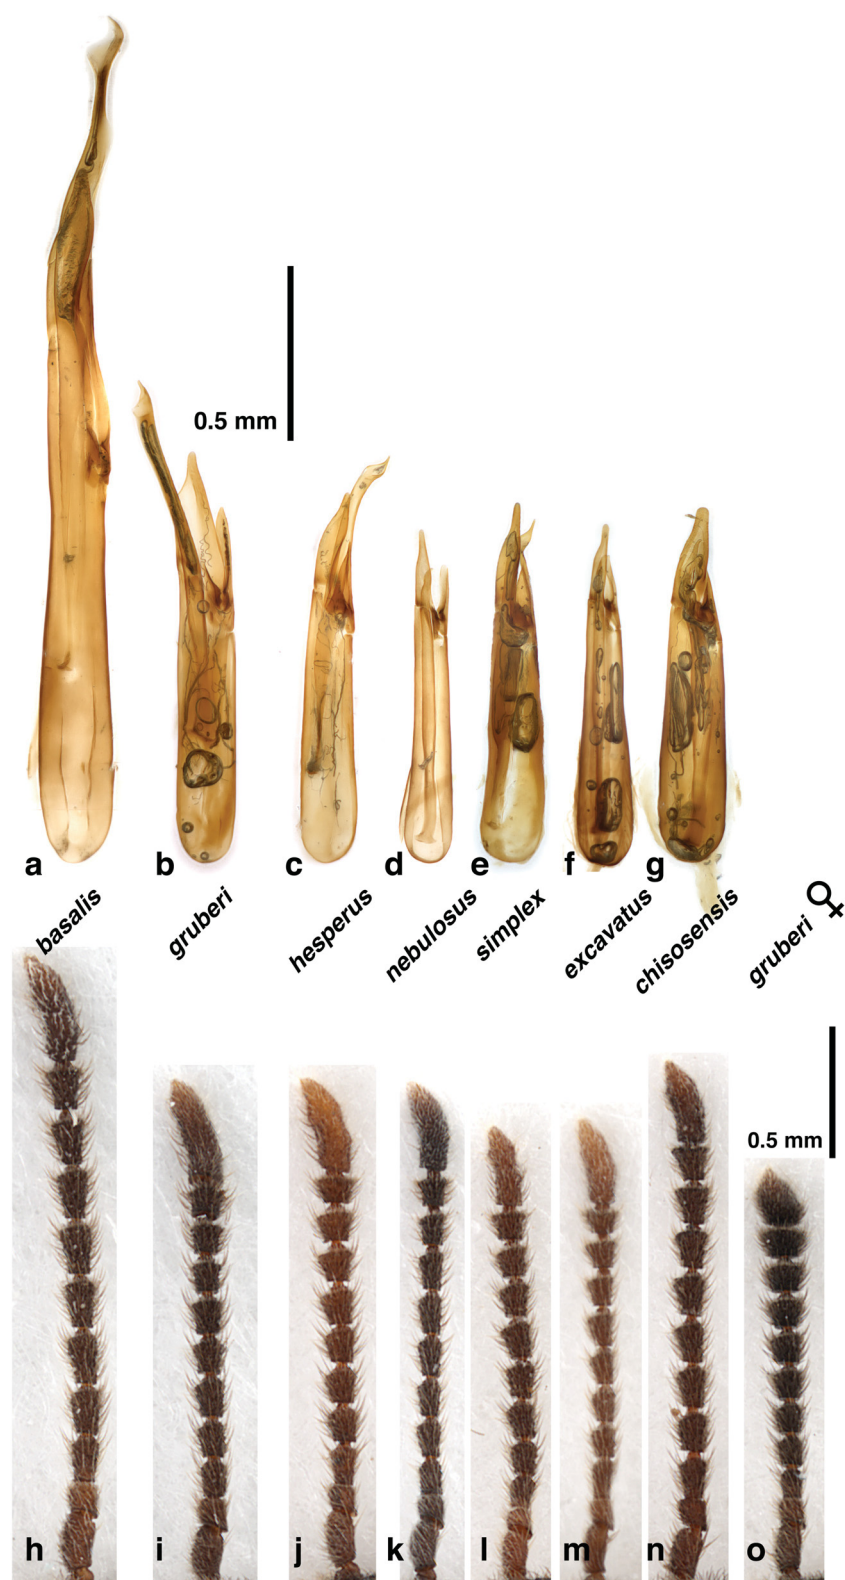 0.5 mm
a
b
c
d
e
f
g
basalis
gruberi
hesperus
nebulosus
simplex
excavatus
chisosensis
gruberi ♀
0.5 mm
h
i
j
k
l
m
n
o